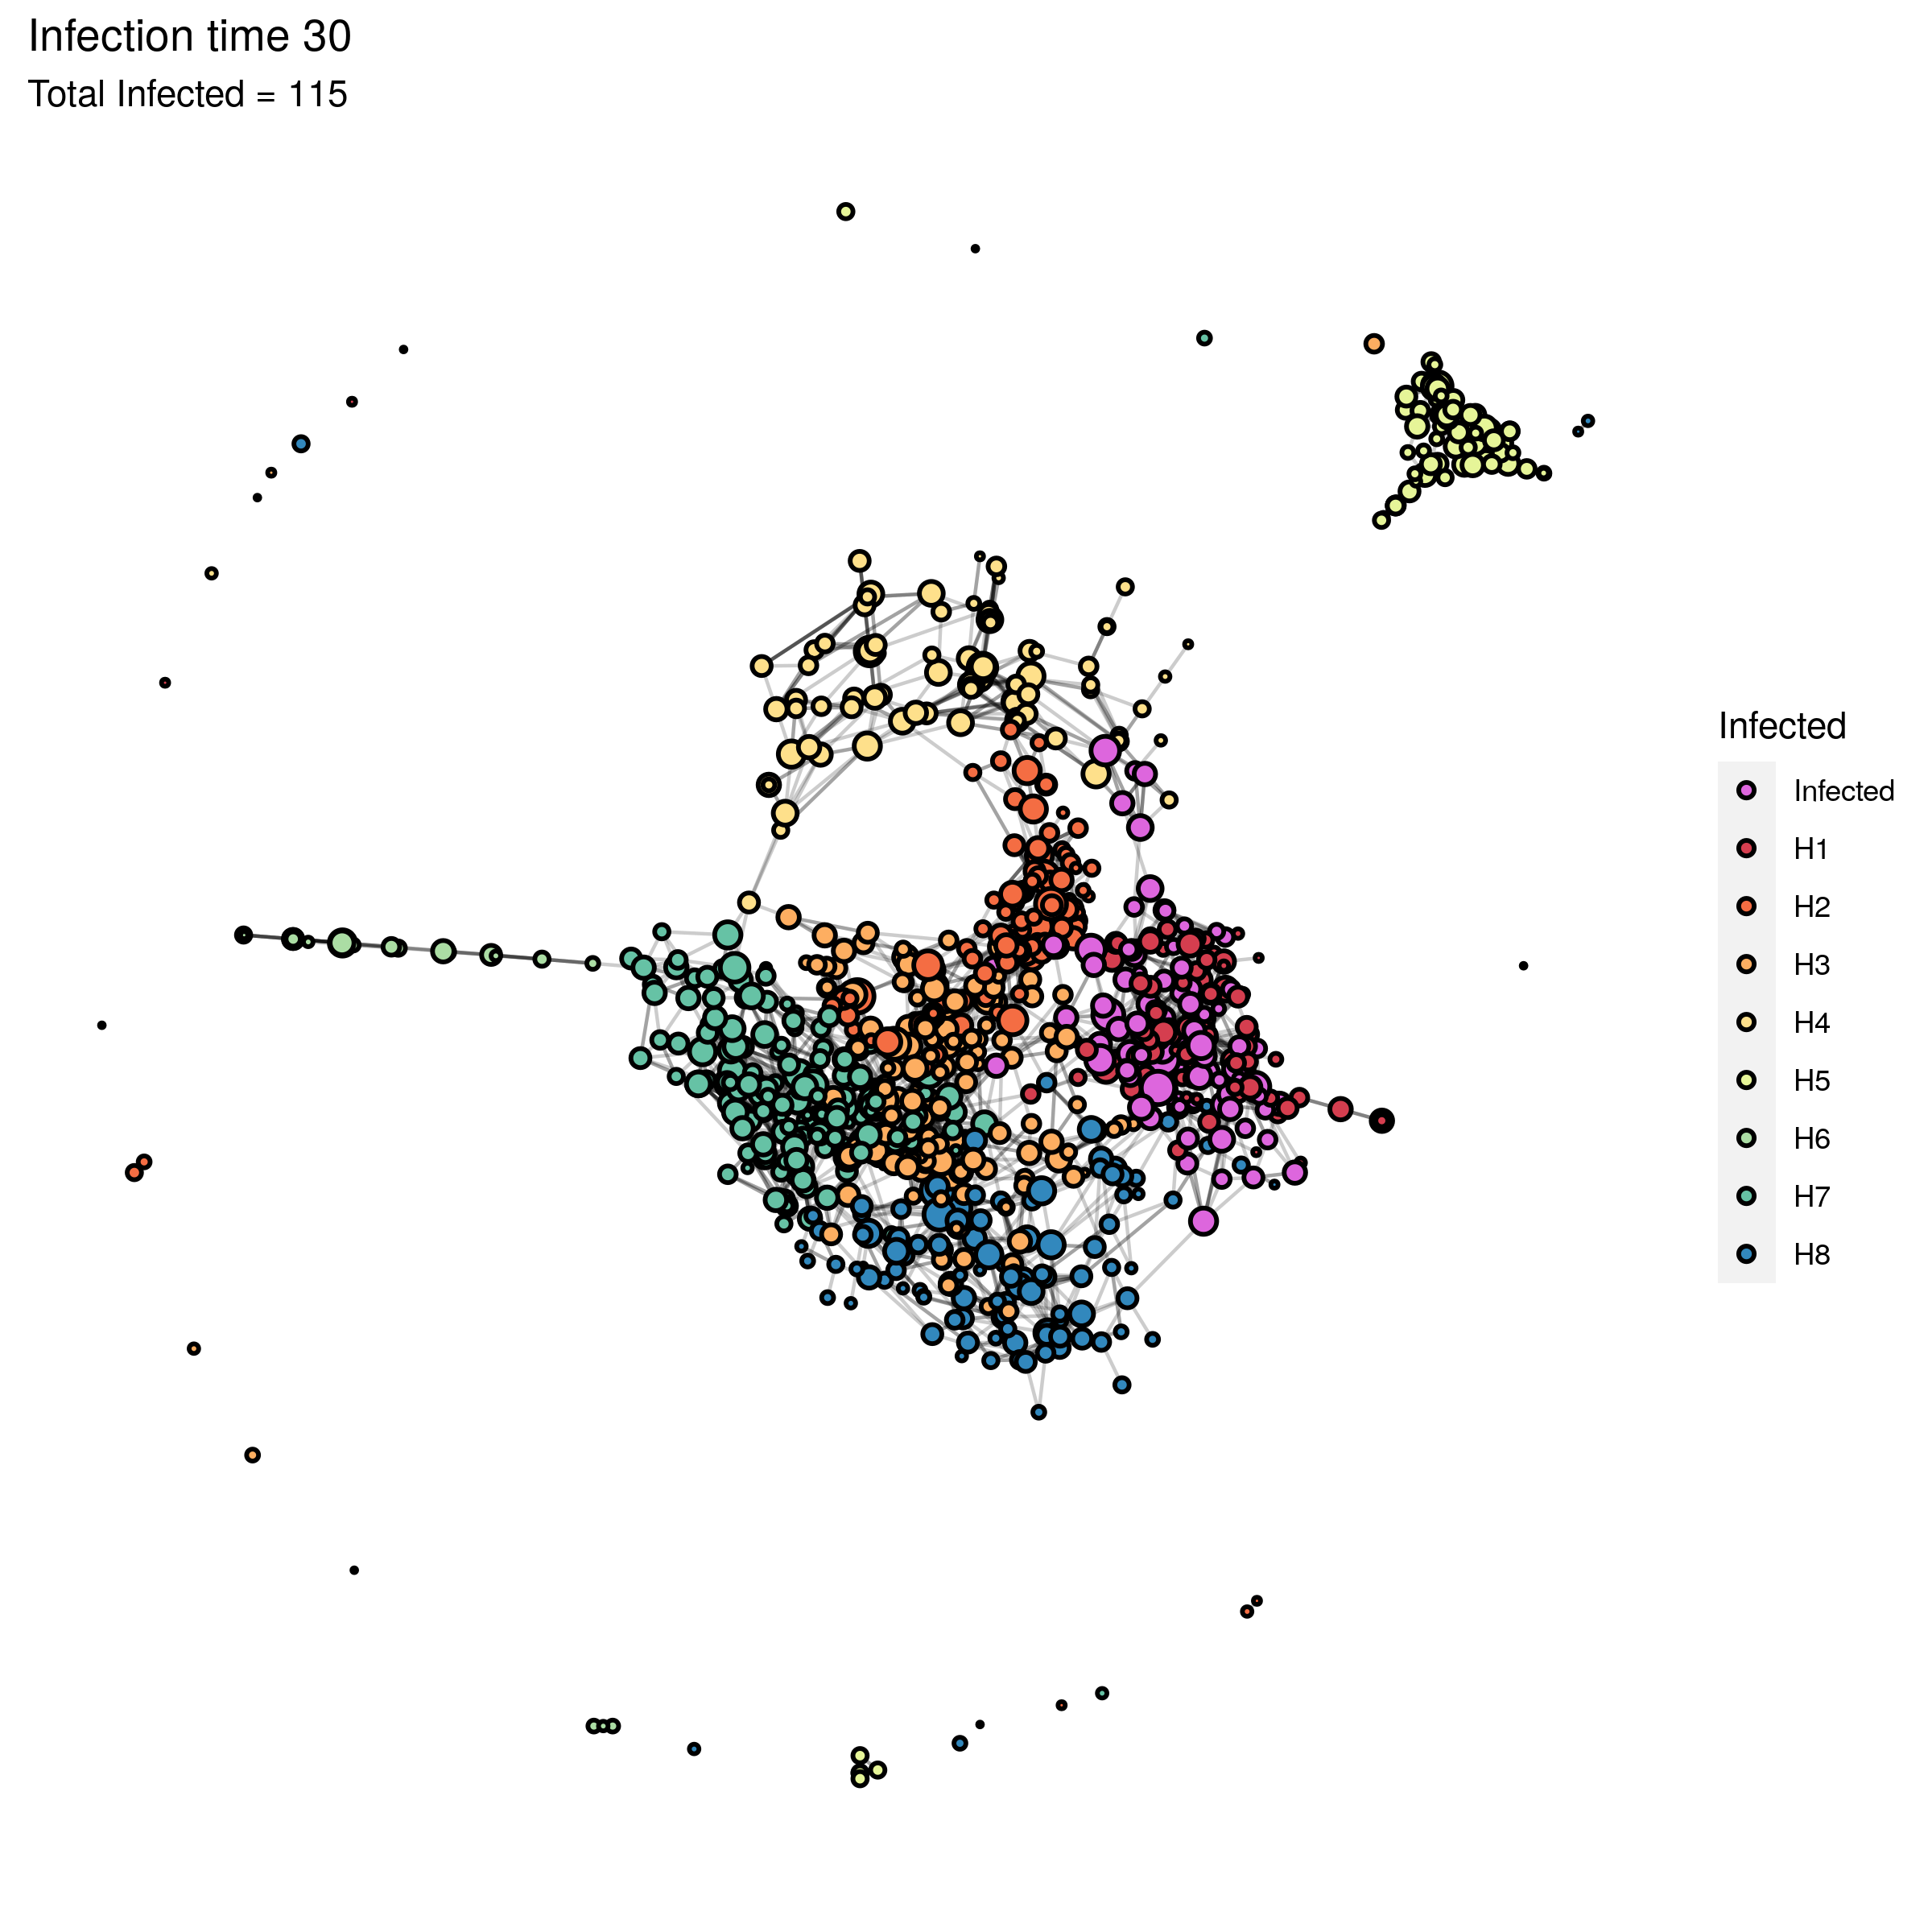 Infection time 30
Total Infected = 115
Infected
Infected
H1
H2
H3
H4
H5
H6
H7
H8